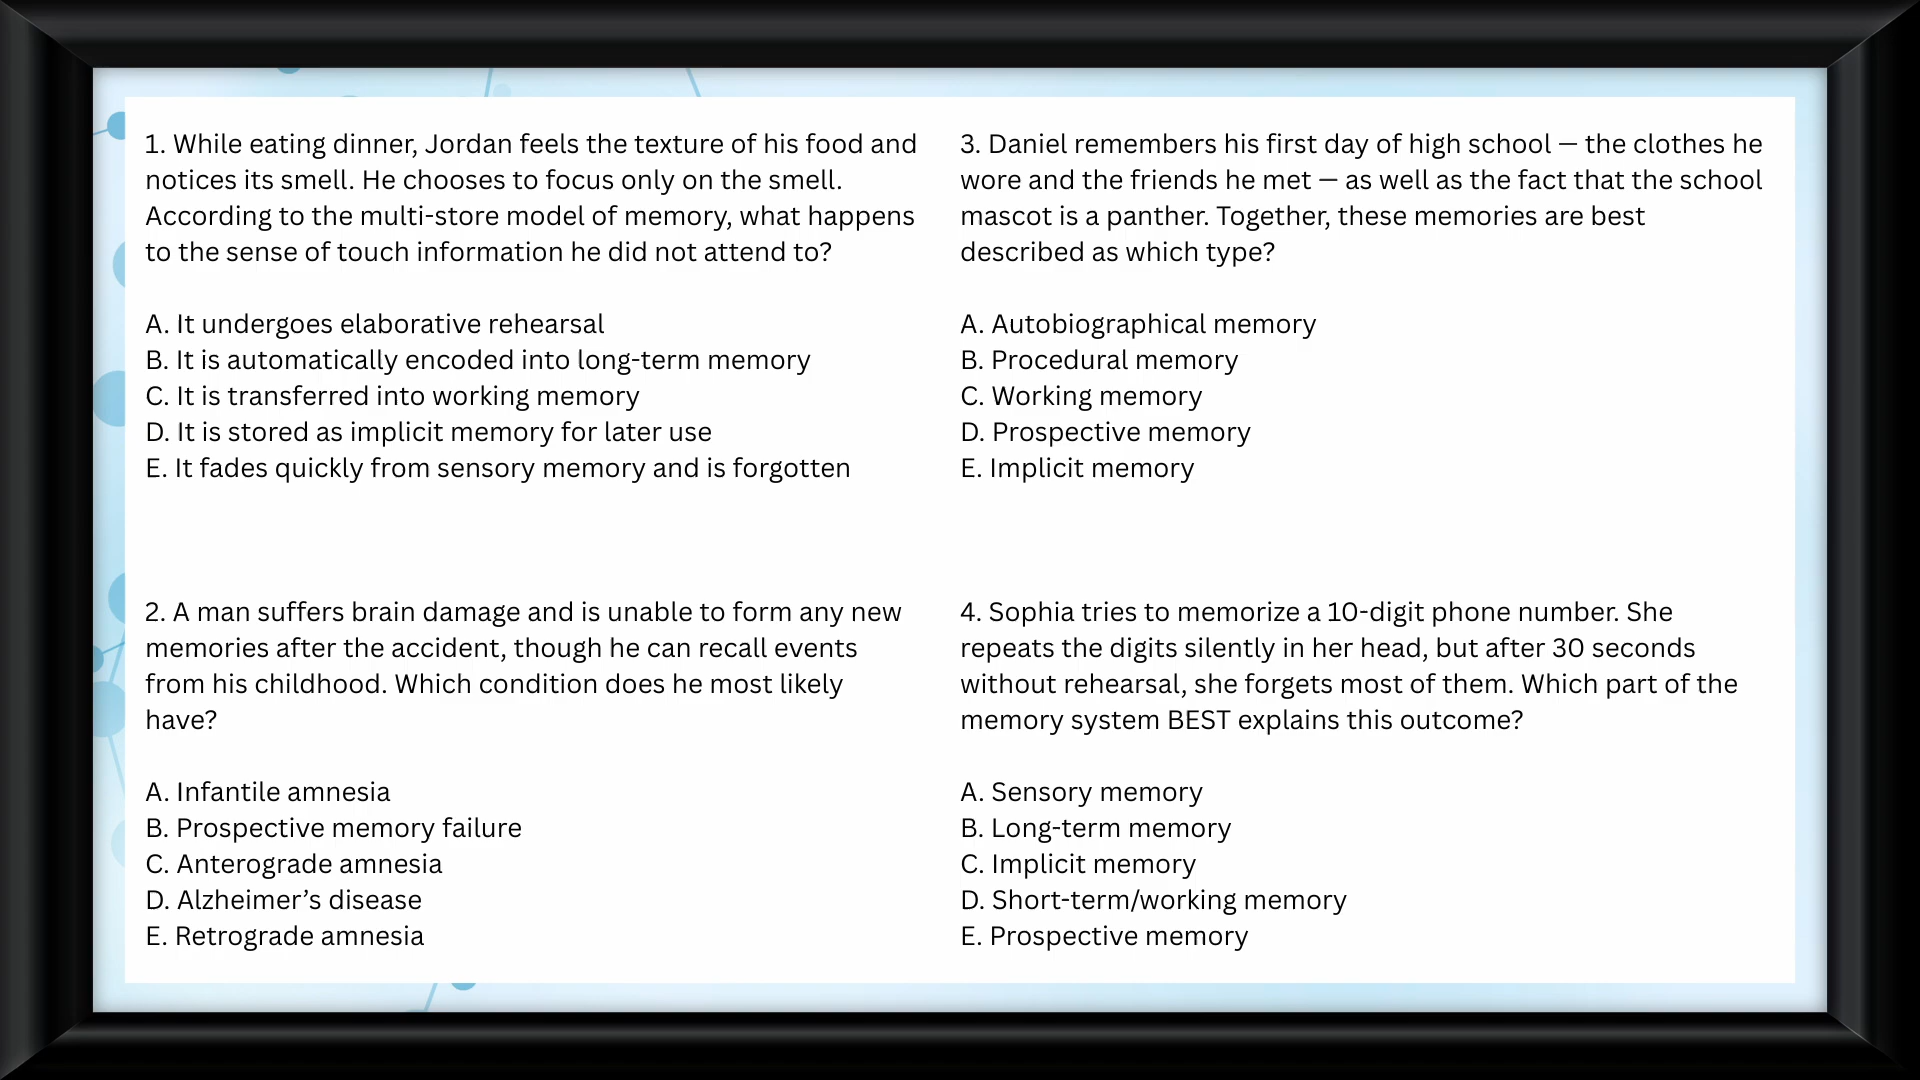 1. While eating dinner, Jordan feels the texture of his food and
notices its smell. He chooses to focus only on the smell.
According to the multi-store model of memory, what happens
to the sense of touch information he did not attend to?
A. It undergoes elaborative rehearsal
B. It is automatically encoded into long-term memory
C. It is transferred into working memory
D. It is stored as implicit memory for later use
E. It fades quickly from sensory memory and is forgotten
2. A man suffers brain damage and is unable to form any new
memories after the accident, though he can recall events
from his childhood. Which condition does he most likely
have?
A. Infantile amnesia
B. Prospective memory failure
C. Anterograde amnesia
D. Alzheimer’s disease
E. Retrograde amnesia
3. Daniel remembers his first day of high school — the clothes he
wore and the friends he met — as well as the fact that the school
mascot is a panther. Together, these memories are best
described as which type?
A. Autobiographical memory
B. Procedural memory
C. Working memory
D. Prospective memory
E. Implicit memory
4. Sophia tries to memorize a 10-digit phone number. She
repeats the digits silently in her head, but after 30 seconds
without rehearsal, she forgets most of them. Which part of the
memory system BEST explains this outcome?
A. Sensory memory
B. Long-term memory
C. Implicit memory
D. Short-term/working memory
E. Prospective memory